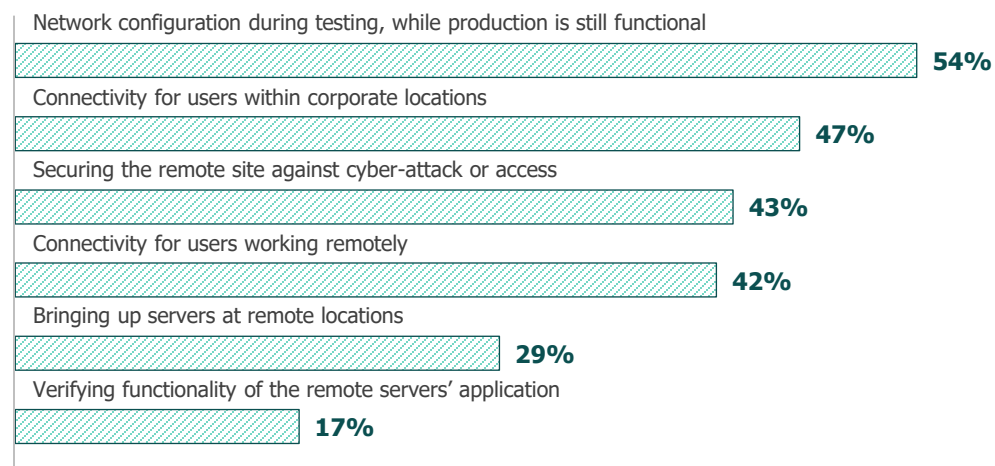 Network configuration during testing, while production is still functional
54%
Connectivity for users within corporate locations
47%
Securing the remote site against cyber-attack or access
43%
Connectivity for users working remotely
42%
Bringing up servers at remote locations
29%
Verifying functionality of the remote servers’ application
17%